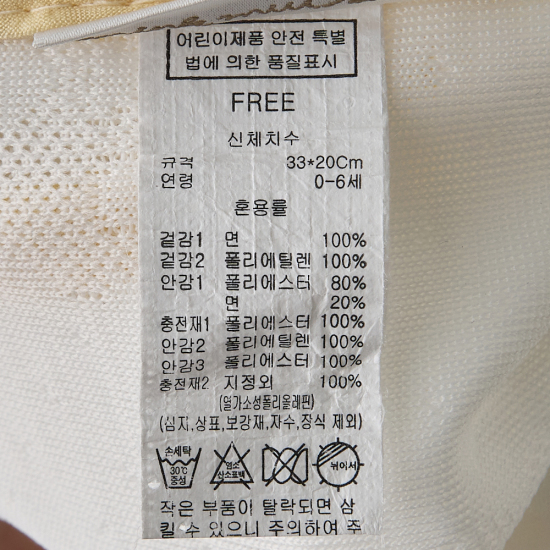 어린이제품 안전 특별
법에 의한 품질표시
FREE
신체치수
규격 33*20Cm
연령 0-6세
혼용률
겉감1 면 100%
겉감2 폴리에틸렌 100%
안감1 폴리에스터 80%
면 20%
충전재1 폴리에스터 100%
안감2 폴리에틸렌 100%
안감3 폴리에스터 100%
충전재2 지정외 100%
(열가소성폴리올레핀)
(심지,상표,보강재,자수,장식 제외)
손세탁 30℃ 중성
염소 산소표백
뉘어서
작은 부품이 탈락되면 삼
킬 수 있으니 주의하여 주